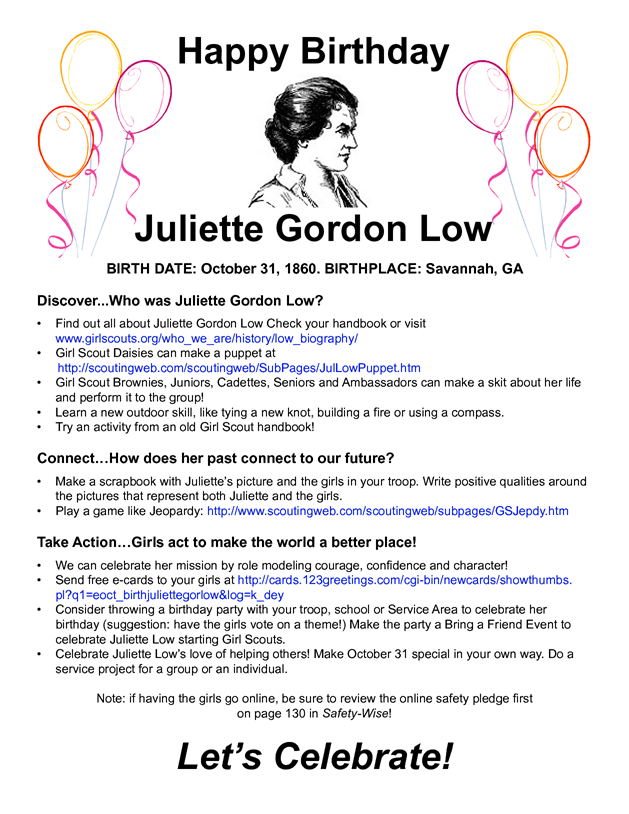 Happy Birthday
Juliette Gordon Low
BIRTH DATE: October 31, 1860. BIRTHPLACE: Savannah, GA
Discover...Who was Juliette Gordon Low?
• Find out all about Juliette Gordon Low Check your handbook or visit
www.girlscouts.org/who_we_are/history/low_biography/
• Girl Scout Daisies can make a puppet at
http://scoutingweb.com/scoutingweb/SubPages/JulLowPuppet.htm
• Girl Scout Brownies, Juniors, Cadettes, Seniors and Ambassadors can make a skit about her life
and perform it to the group!
• Learn a new outdoor skill, like tying a new knot, building a fire or using a compass.
• Try an activity from an old Girl Scout handbook!
Connect…How does her past connect to our future?
• Make a scrapbook with Juliette’s picture and the girls in your troop. Write positive qualities around
the pictures that represent both Juliette and the girls.
• Play a game like Jeopardy: http://www.scoutingweb.com/scoutingweb/subpages/GSJepdy.htm
Take Action…Girls act to make the world a better place!
• We can celebrate her mission by role modeling courage, confidence and character!
• Send free e-cards to your girls at http://cards.123greetings.com/cgi-bin/newcards/showthumbs.
pl?q1=eoct_birthjuliettegorlow&log=k_dey
• Consider throwing a birthday party with your troop, school or Service Area to celebrate her
birthday (suggestion: have the girls vote on a theme!) Make the party a Bring a Friend Event to
celebrate Juliette Low starting Girl Scouts.
• Celebrate Juliette Low’s love of helping others! Make October 31 special in your own way. Do a
service project for a group or an individual.
Note: if having the girls go online, be sure to review the online safety pledge first
on page 130 in Safety-Wise!
Let’s Celebrate!